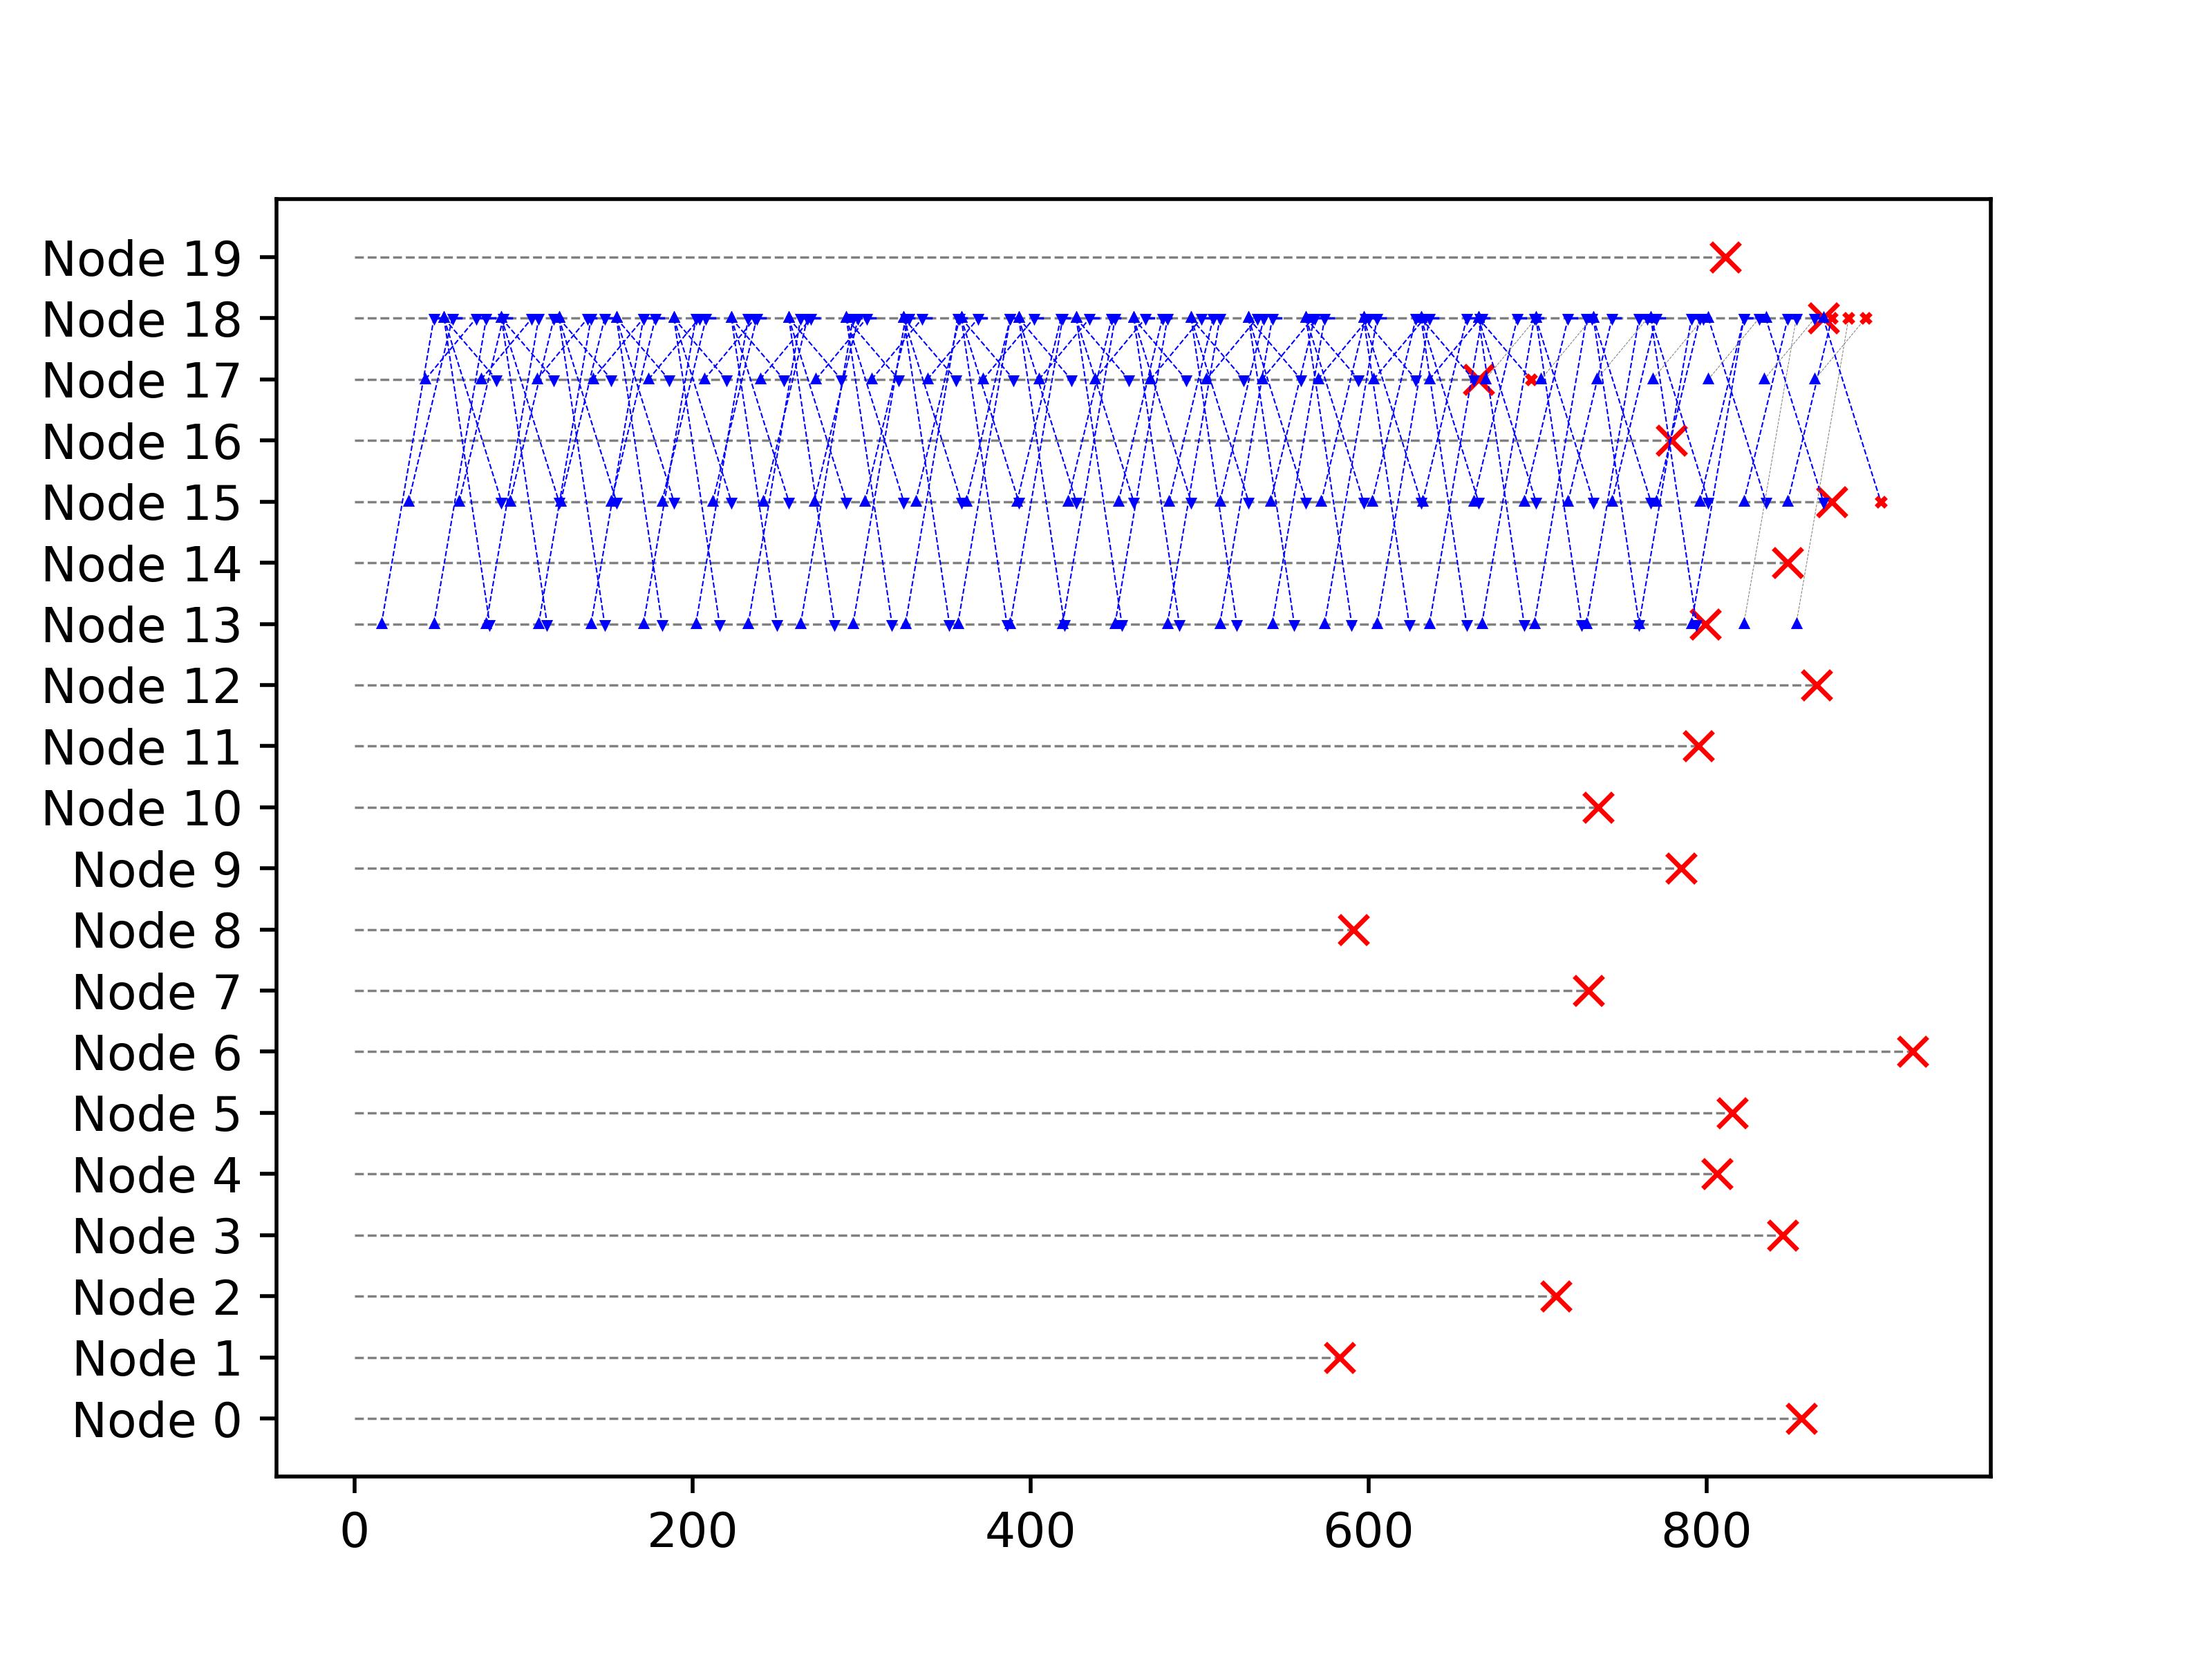 Node 19
Node 18
Node 17
Node 16
Node 15
Node 14
Node 13
Node 12
Node 11
Node 10
Node 9
Node 8
Node 7
Node 6
Node 5
Node 4
Node 3
Node 2
Node 1
Node 0
0 200 400 600 800